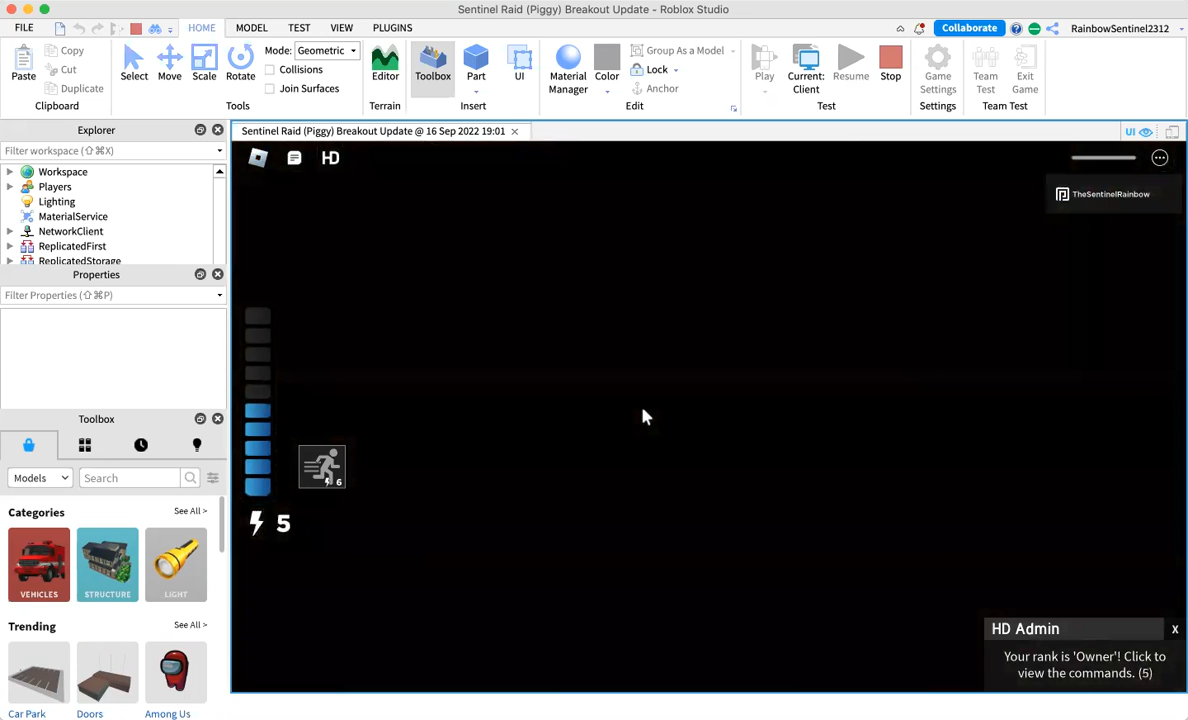 Sentinel Raid (Piggy) Breakout Update - Roblox Studio
FILE HOME MODEL TEST VIEW PLUGINS Collaborate RainbowSentinel2312
Paste Copy Cut Duplicate Clipboard
Select Move Scale Rotate Mode: Geometric Collisions Join Surfaces Tools
Editor Terrain
Toolbox Part UI Insert
Material Manager Color Group As a Model Lock Anchor Edit
Play Current: Client Resume Stop Test
Game Settings Settings
Team Test Exit Game Team Test
Explorer
Filter workspace (⇧⌘X)
Workspace
Players
Lighting
MaterialService
NetworkClient
ReplicatedFirst
ReplicatedStorage
Properties
Filter Properties (⇧⌘P)
Toolbox
Models Search
Categories See All >
VEHICLES STRUCTURE LIGHT
Trending See All >
Car Park Doors Among Us
Sentinel Raid (Piggy) Breakout Update @ 16 Sep 2022 19:01 UI
HD
TheSentinelRainbow
6
5
HD Admin X
Your rank is 'Owner'! Click to
view the commands. (5)